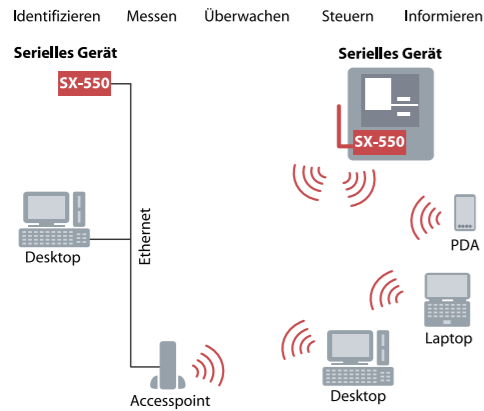 Identifizieren Messen Überwachen Steuern Informieren
Serielles Gerät
SX-550
Desktop
Ethernet
Accesspoint
Serielles Gerät
SX-550
PDA
Laptop
Desktop